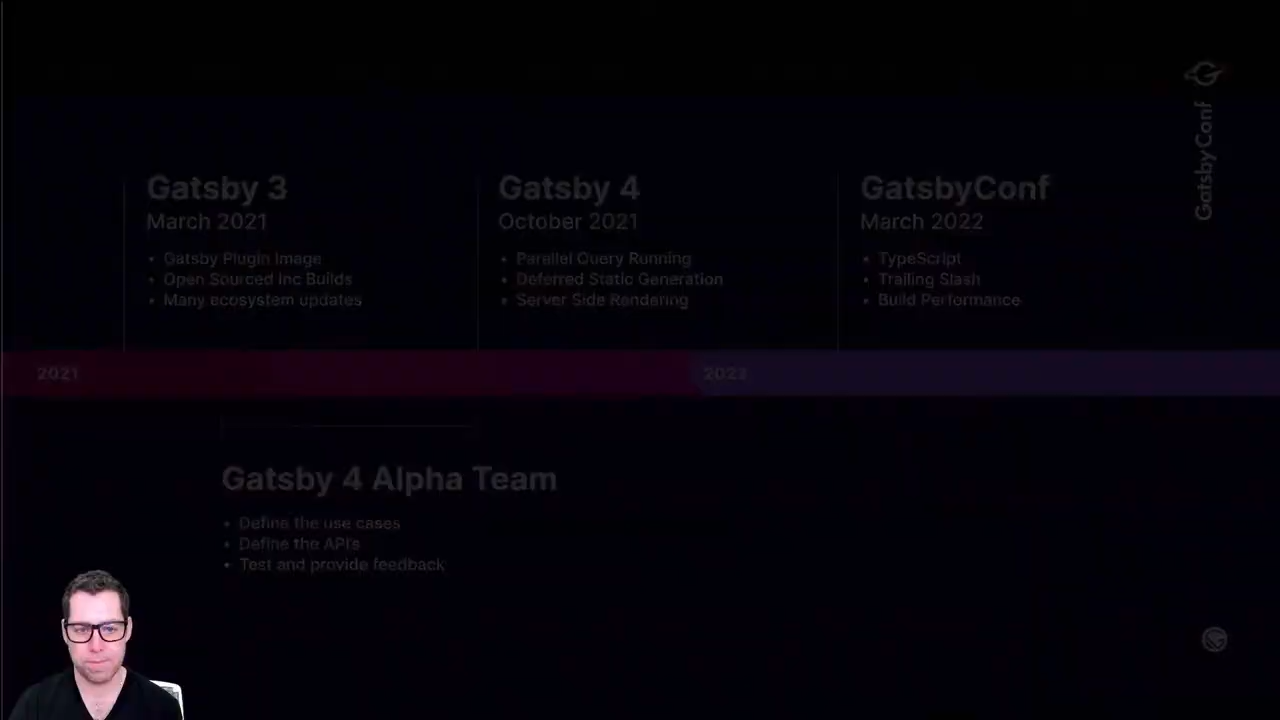 GatsbyConf
Gatsby 3
March 2021
• Gatsby Plugin Image
• Open Sourced Inc Builds
• Many ecosystem updates
Gatsby 4
October 2021
• Parallel Query Running
• Deferred Static Generation
• Server Side Rendering
GatsbyConf
March 2022
• TypeScript
• Trailing Slash
• Build Performance
2021
Gatsby 4 Alpha Team
• Define the use cases
• Define the API's
• Test and provide feedback